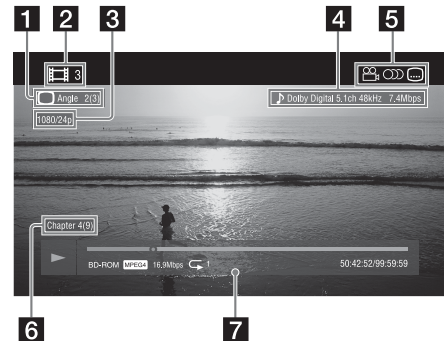 1 2 3 4 5
3
Angle 2(3)
1080/24p
Dolby Digital 5.1ch 48kHz 7.4Mbps
Chapter 4(9)
BD-ROM MPEG4 16.9Mbps 1 50:42:52/99:59:59
6 7